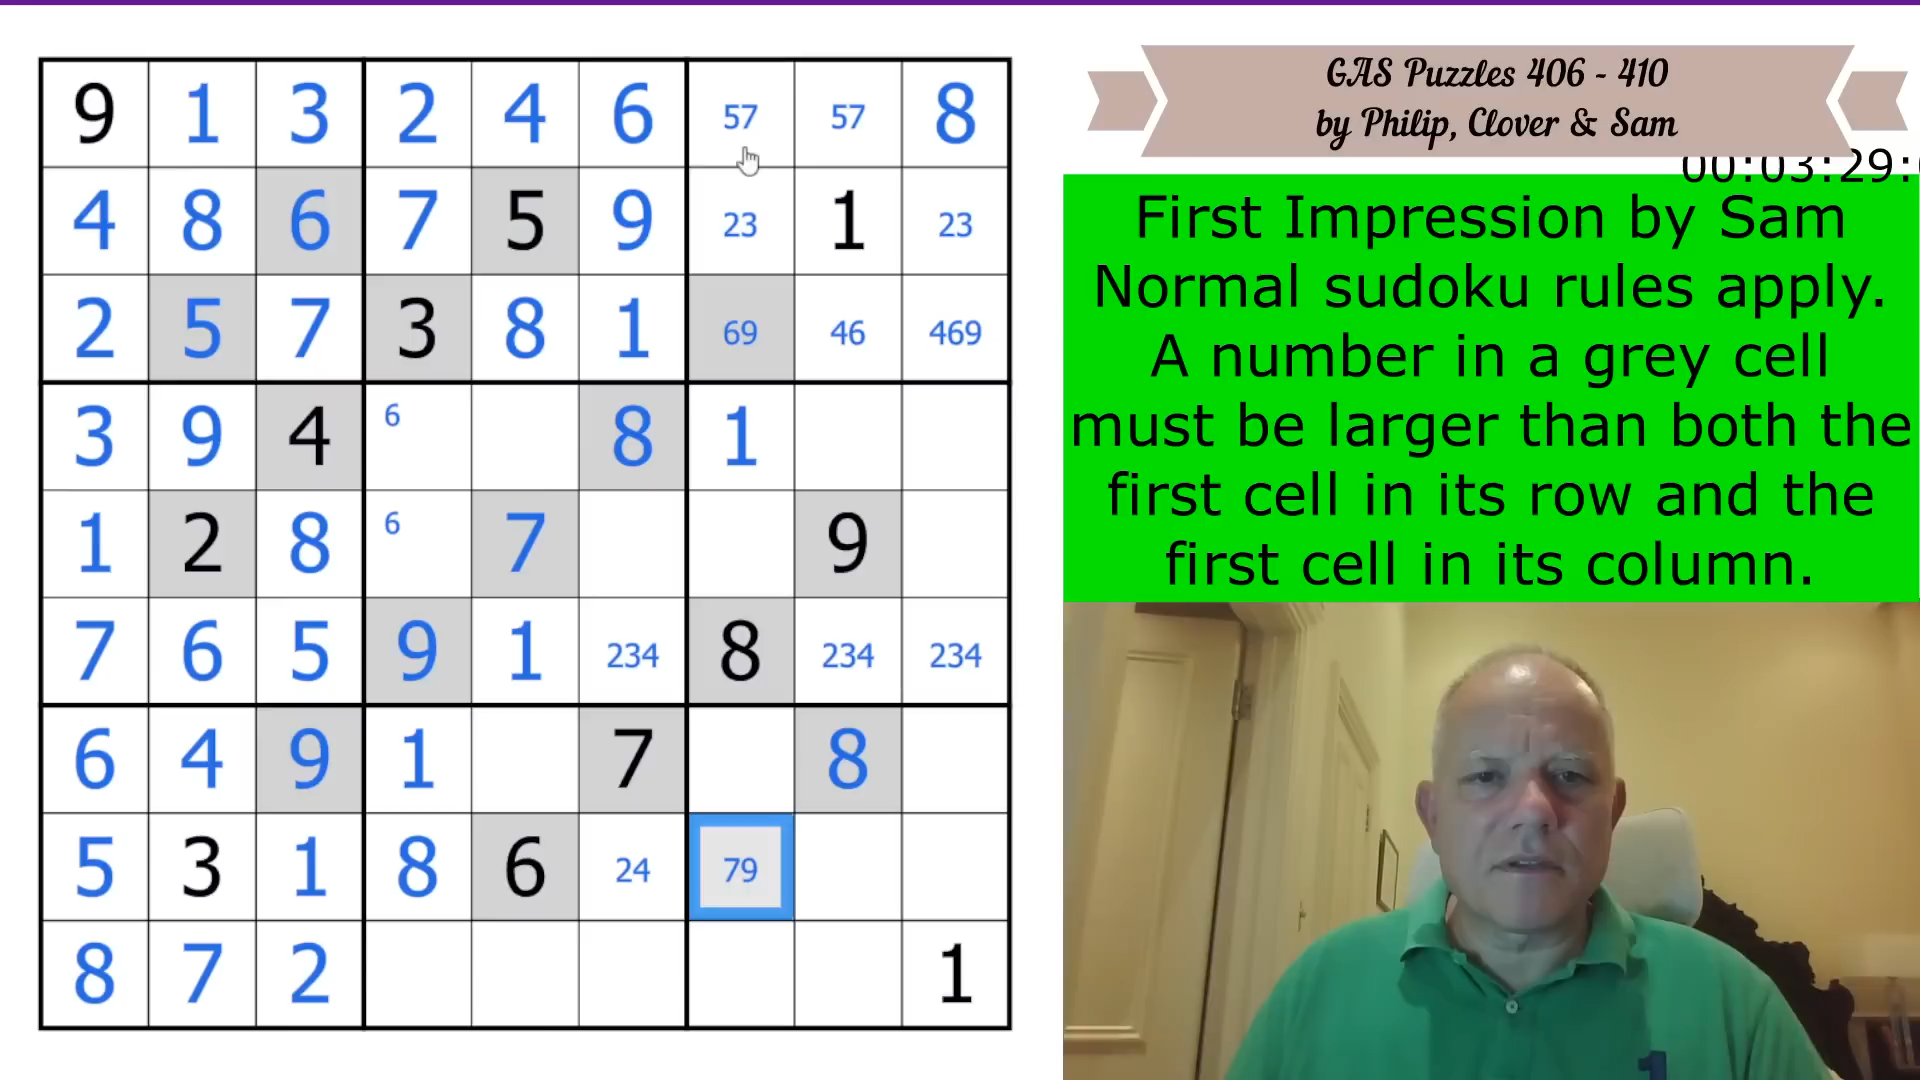 GAS Puzzles 406 - 410
by Philip, Clover & Sam
00:03:29:
First Impression by Sam
Normal sudoku rules apply.
A number in a grey cell
must be larger than both the
first cell in its row and the
first cell in its column.
9 1 3 2 4 6 57 57 8
4 8 6 7 5 9 23 1 23
2 5 7 3 8 1 69 46 469
3 9 4 6 8 1
1 2 8 6 7 9
7 6 5 9 1 234 8 234 234
6 4 9 1 7 8
5 3 1 8 6 24 79
8 7 2 1
1